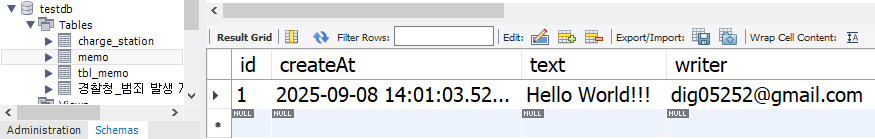 testdb
Tables
charge_station
memo
tbl_memo
경찰청_범죄 발생
Views
Administration Schemas
Result Grid Filter Rows: Edit: Export/Import: Wrap Cell Content:
id createAt text writer
1 2025-09-08 14:01:03.52... Hello World!!! dig05252@gmail.com
NULL NULL NULL NULL